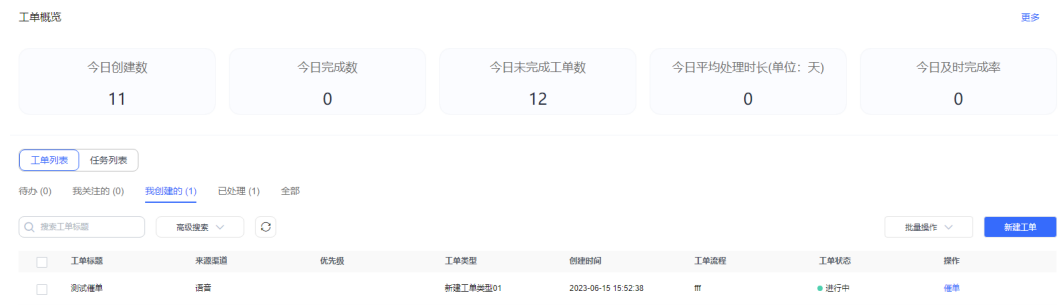 工单概览 更多
今日创建数 今日完成数 今日未完成工单数 今日平均处理时长(单位：天) 今日及时完成率
11 0 12 0 0
工单列表 任务列表
待办 (0) 我关注的 (0) 我创建的 (1) 已处理 (1) 全部
搜索工单标题 高级搜索 批量操作 新建工单
工单标题 来源渠道 优先级 工单类型 创建时间 工单流程 工单状态 操作
测试催单 语音 新建工单类型01 2023-06-15 15:52:38 fff 进行中 催单